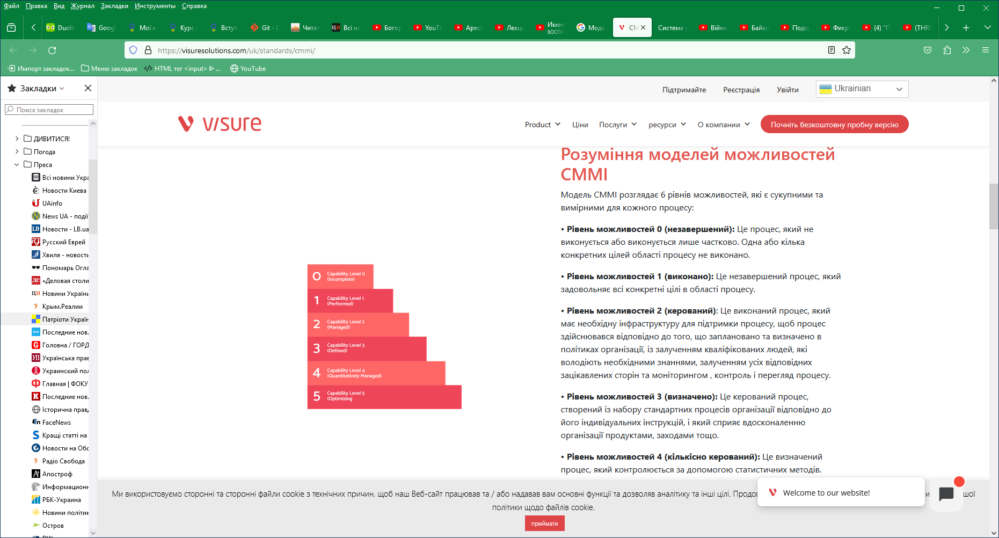 Файл Правка Вид Журнал Закладки Инструменты Справка
Duolin Googl Мої к Курс | Вступ Git - D Читат Всі но Богор YouTu Арест Лекци Имее ВОСПР Моде CM Система у Війна. Байки Подо Фикре (4) "П (THRI
https://visuresolutions.com/uk/standards/cmmi/
Импорт закладок... Меню закладок HTML тег <input> ᐈ ... YouTube
Закладки
Поиск закладок
ДИВИТИСЯ!
Погода
Преса
Всі новини Укра
Новости Киева
UAinfo
News UA - події
Новости - LB.ua
Русский Еврей
Хвиля - новости
Пономарь Огла
«Деловая столи
Новини України
Крым.Реалии
Патріоти Україн
Последние нов.
Головна / ГОРД
Українська прав
Украинский пол
Главная | ФОКУ
Последние нов.
Історична правд
FaceNews
Кращі статті на
Новости на Обо
Радіо Свобода
Апостроф
Информационн
РБК-Украина
Новини політик
Остров
DW
Підтримайте Реєстрація Увійти Ukrainian
visure
Product Ціни Послуги ресурси О компании Почніть безкоштовну пробну версію
0 Capability Level 0
(Incomplete)
1 Capability Level 1
(Performed)
2 Capability Level 2
(Managed)
3 Capability Level 3
(Defined)
4 Capability Level 4
(Quantitatively Managed)
5 Capability Level 5
(Optimizing
Розуміння моделей можливостей
CMMI
Модель CMMI розглядає 6 рівнів можливостей, які є сукупними та
вимірними для кожного процесу:
• Рівень можливостей 0 (незавершений): Це процес, який не
виконується або виконується лише частково. Одна або кілька
конкретних цілей області процесу не виконано.
• Рівень можливостей 1 (виконано): Це незавершений процес, який
задовольняє всі конкретні цілі в області процесу.
• Рівень можливостей 2 (керований): Це виконаний процес, який
має необхідну інфраструктуру для підтримки процесу, щоб процес
здійснювався відповідно до того, що заплановано та визначено в
політиках організації, із залученням кваліфікованих людей, які
володіють необхідними знаннями, залученням усіх відповідних
зацікавлених сторін та моніторингом , контроль і перегляд процесу.
• Рівень можливостей 3 (визначено): Це керований процес,
створений із набору стандартних процесів організації відповідно до
його індивідуальних інструкцій, і який сприяє вдосконаленню
організації продуктами, заходами тощо.
• Рівень можливостей 4 (кількісно керований): Це визначений
процес, який контролюється за допомогою статистичних методів.
Ми використовуємо сторонні та сторонні файли cookie з технічних причин, щоб наш Веб-сайт працював та / або надавав вам основні функції та дозволяв аналітику та інші цілі. Продов шої
політики щодо файлів cookie.
приймати
Welcome to our website!